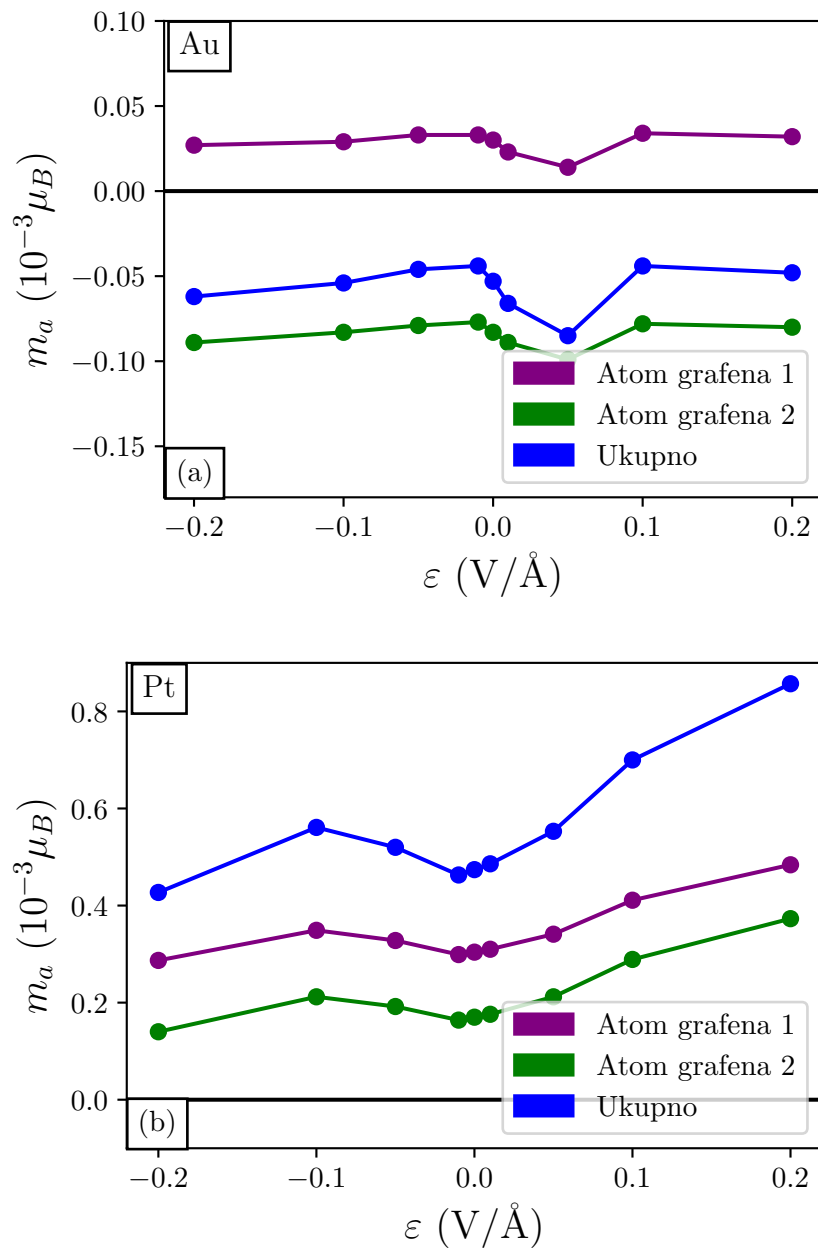 Au
0.10
0.05
0.00
−0.05
−0.10
−0.15
m_a (10^{−3} μ_B)
Atom grafena 1
Atom grafena 2
Ukupno
(a)
−0.2 −0.1 0.0 0.1 0.2
ε (V/Å)
Pt
0.8
0.6
0.4
0.2
0.0
m_a (10^{−3} μ_B)
Atom grafena 1
Atom grafena 2
Ukupno
(b)
−0.2 −0.1 0.0 0.1 0.2
ε (V/Å)